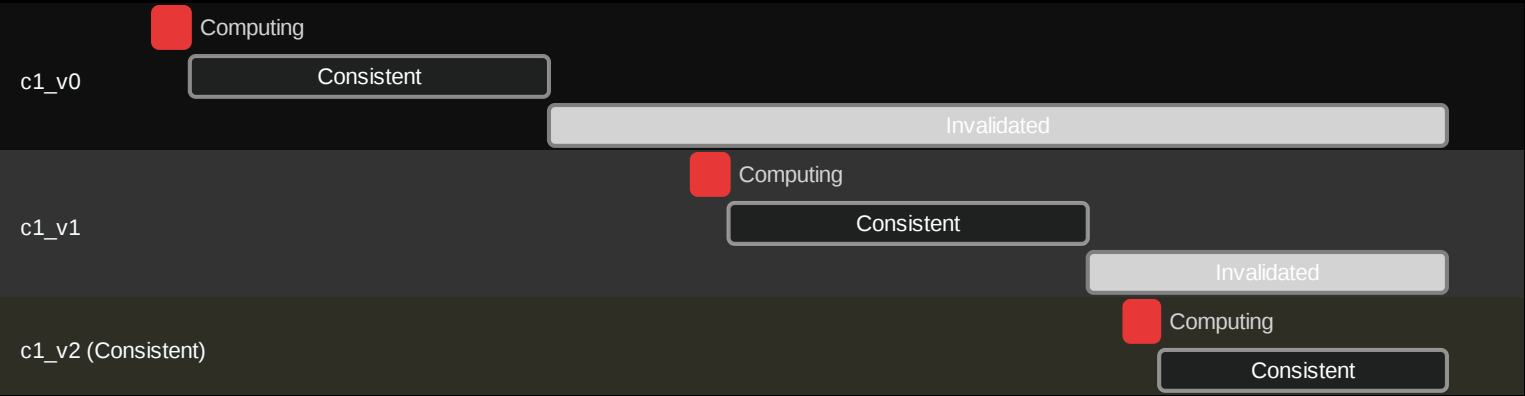 Computing
Consistent
c1_v0
Invalidated
Computing
Consistent
c1_v1
Invalidated
Computing
c1_v2 (Consistent)
Consistent